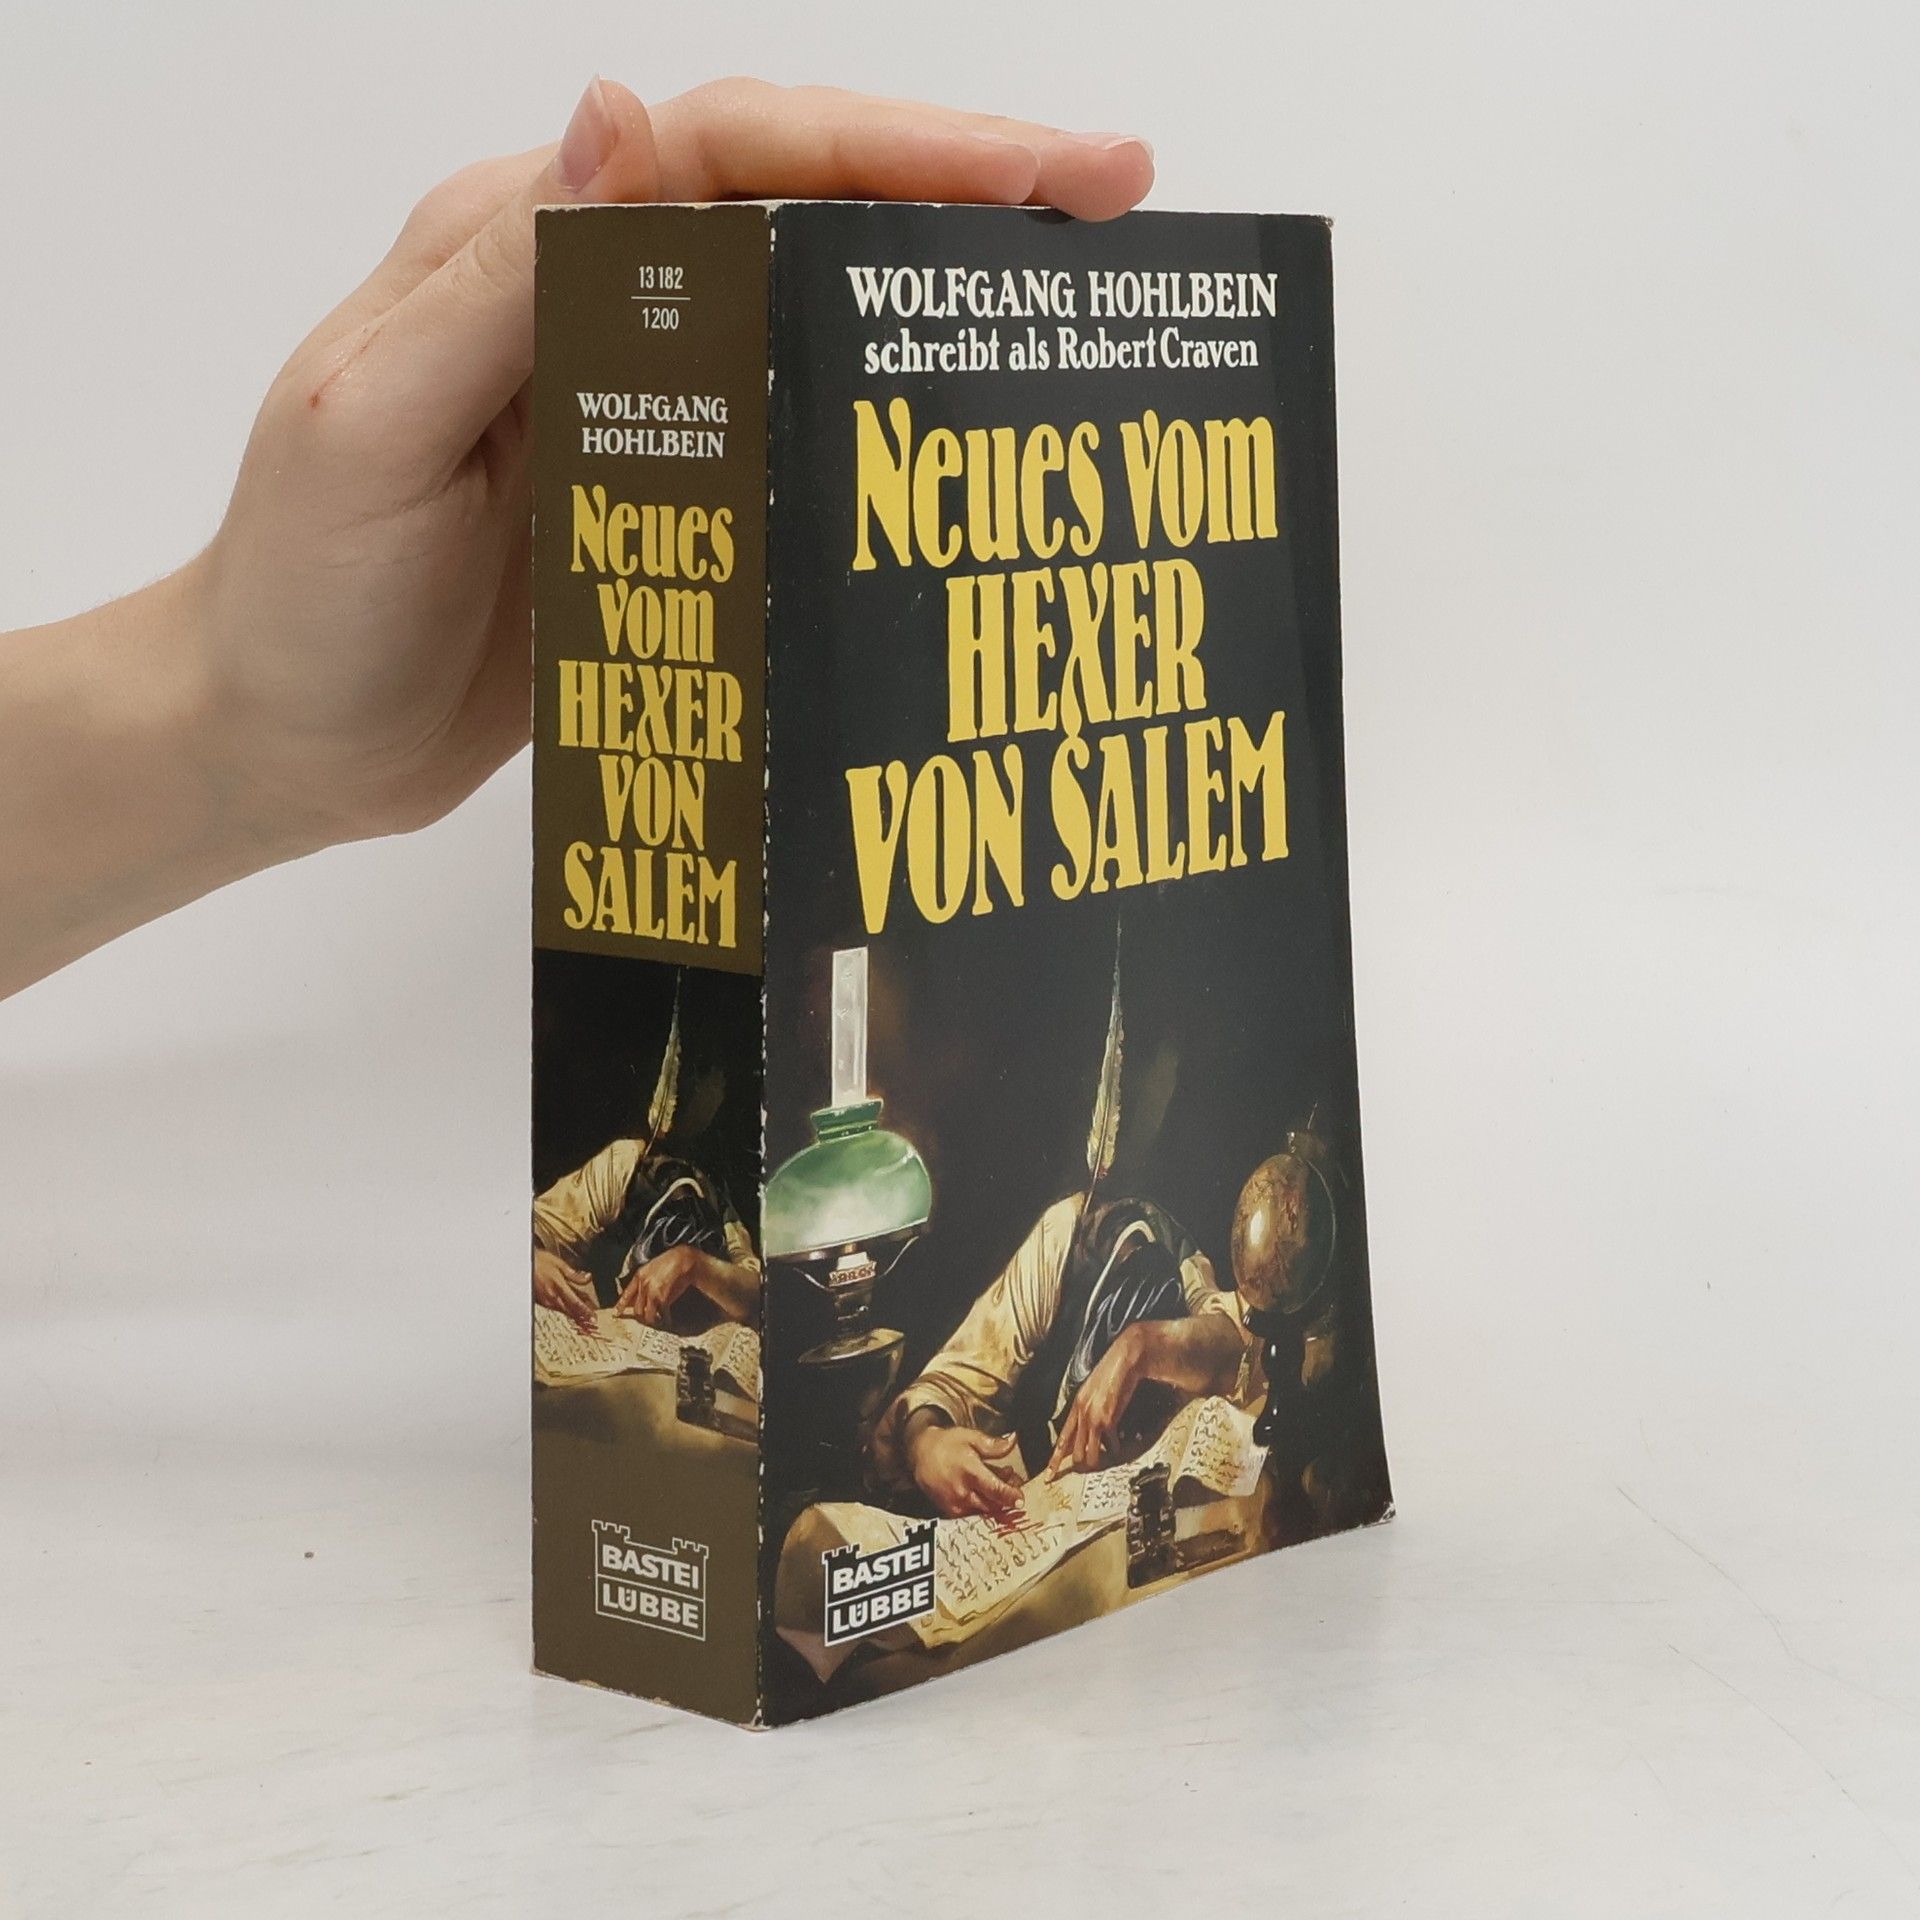 13 182
1200
WOLFGANG
HOHLBEIN
Neues
vom
HEXER
VON
SALEM
BASTEI
LÜBBE
WOLFGANG HOHLBEIN
schreibt als Robert Craven
Neues vom
HEXER
VON SALEM
BASTEI
LÜBBE